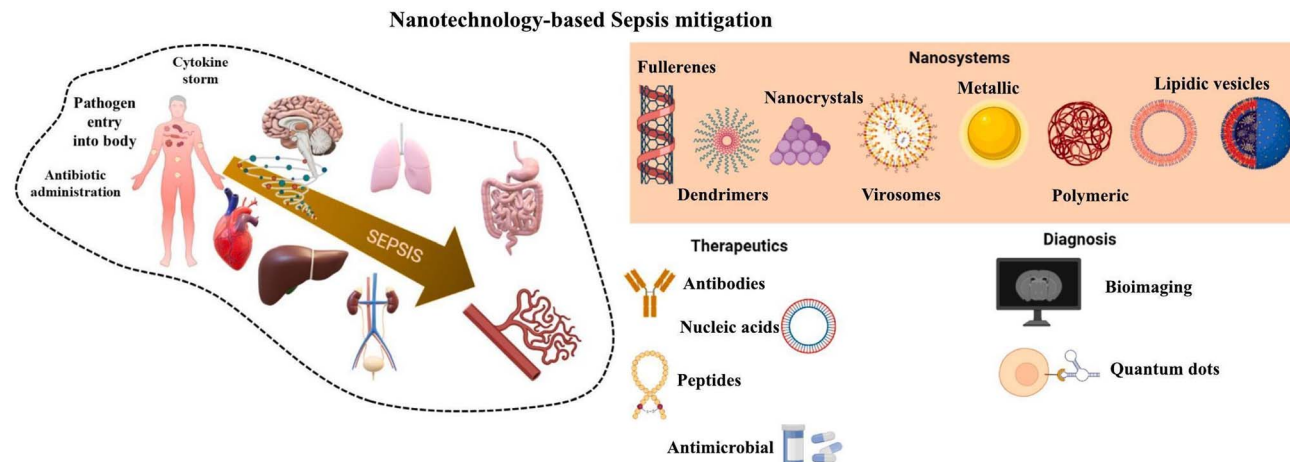 Nanotechnology-based Sepsis mitigation
Cytokine
storm
Pathogen
entry
into body
Antibiotic
administration
SEPSIS
Nanosystems
Fullerenes
Nanocrystals
Metallic
Lipidic vesicles
Dendrimers
Virosomes
Polymeric
Therapeutics
Antibodies
Nucleic acids
Peptides
Antimicrobial
Diagnosis
Bioimaging
Quantum dots